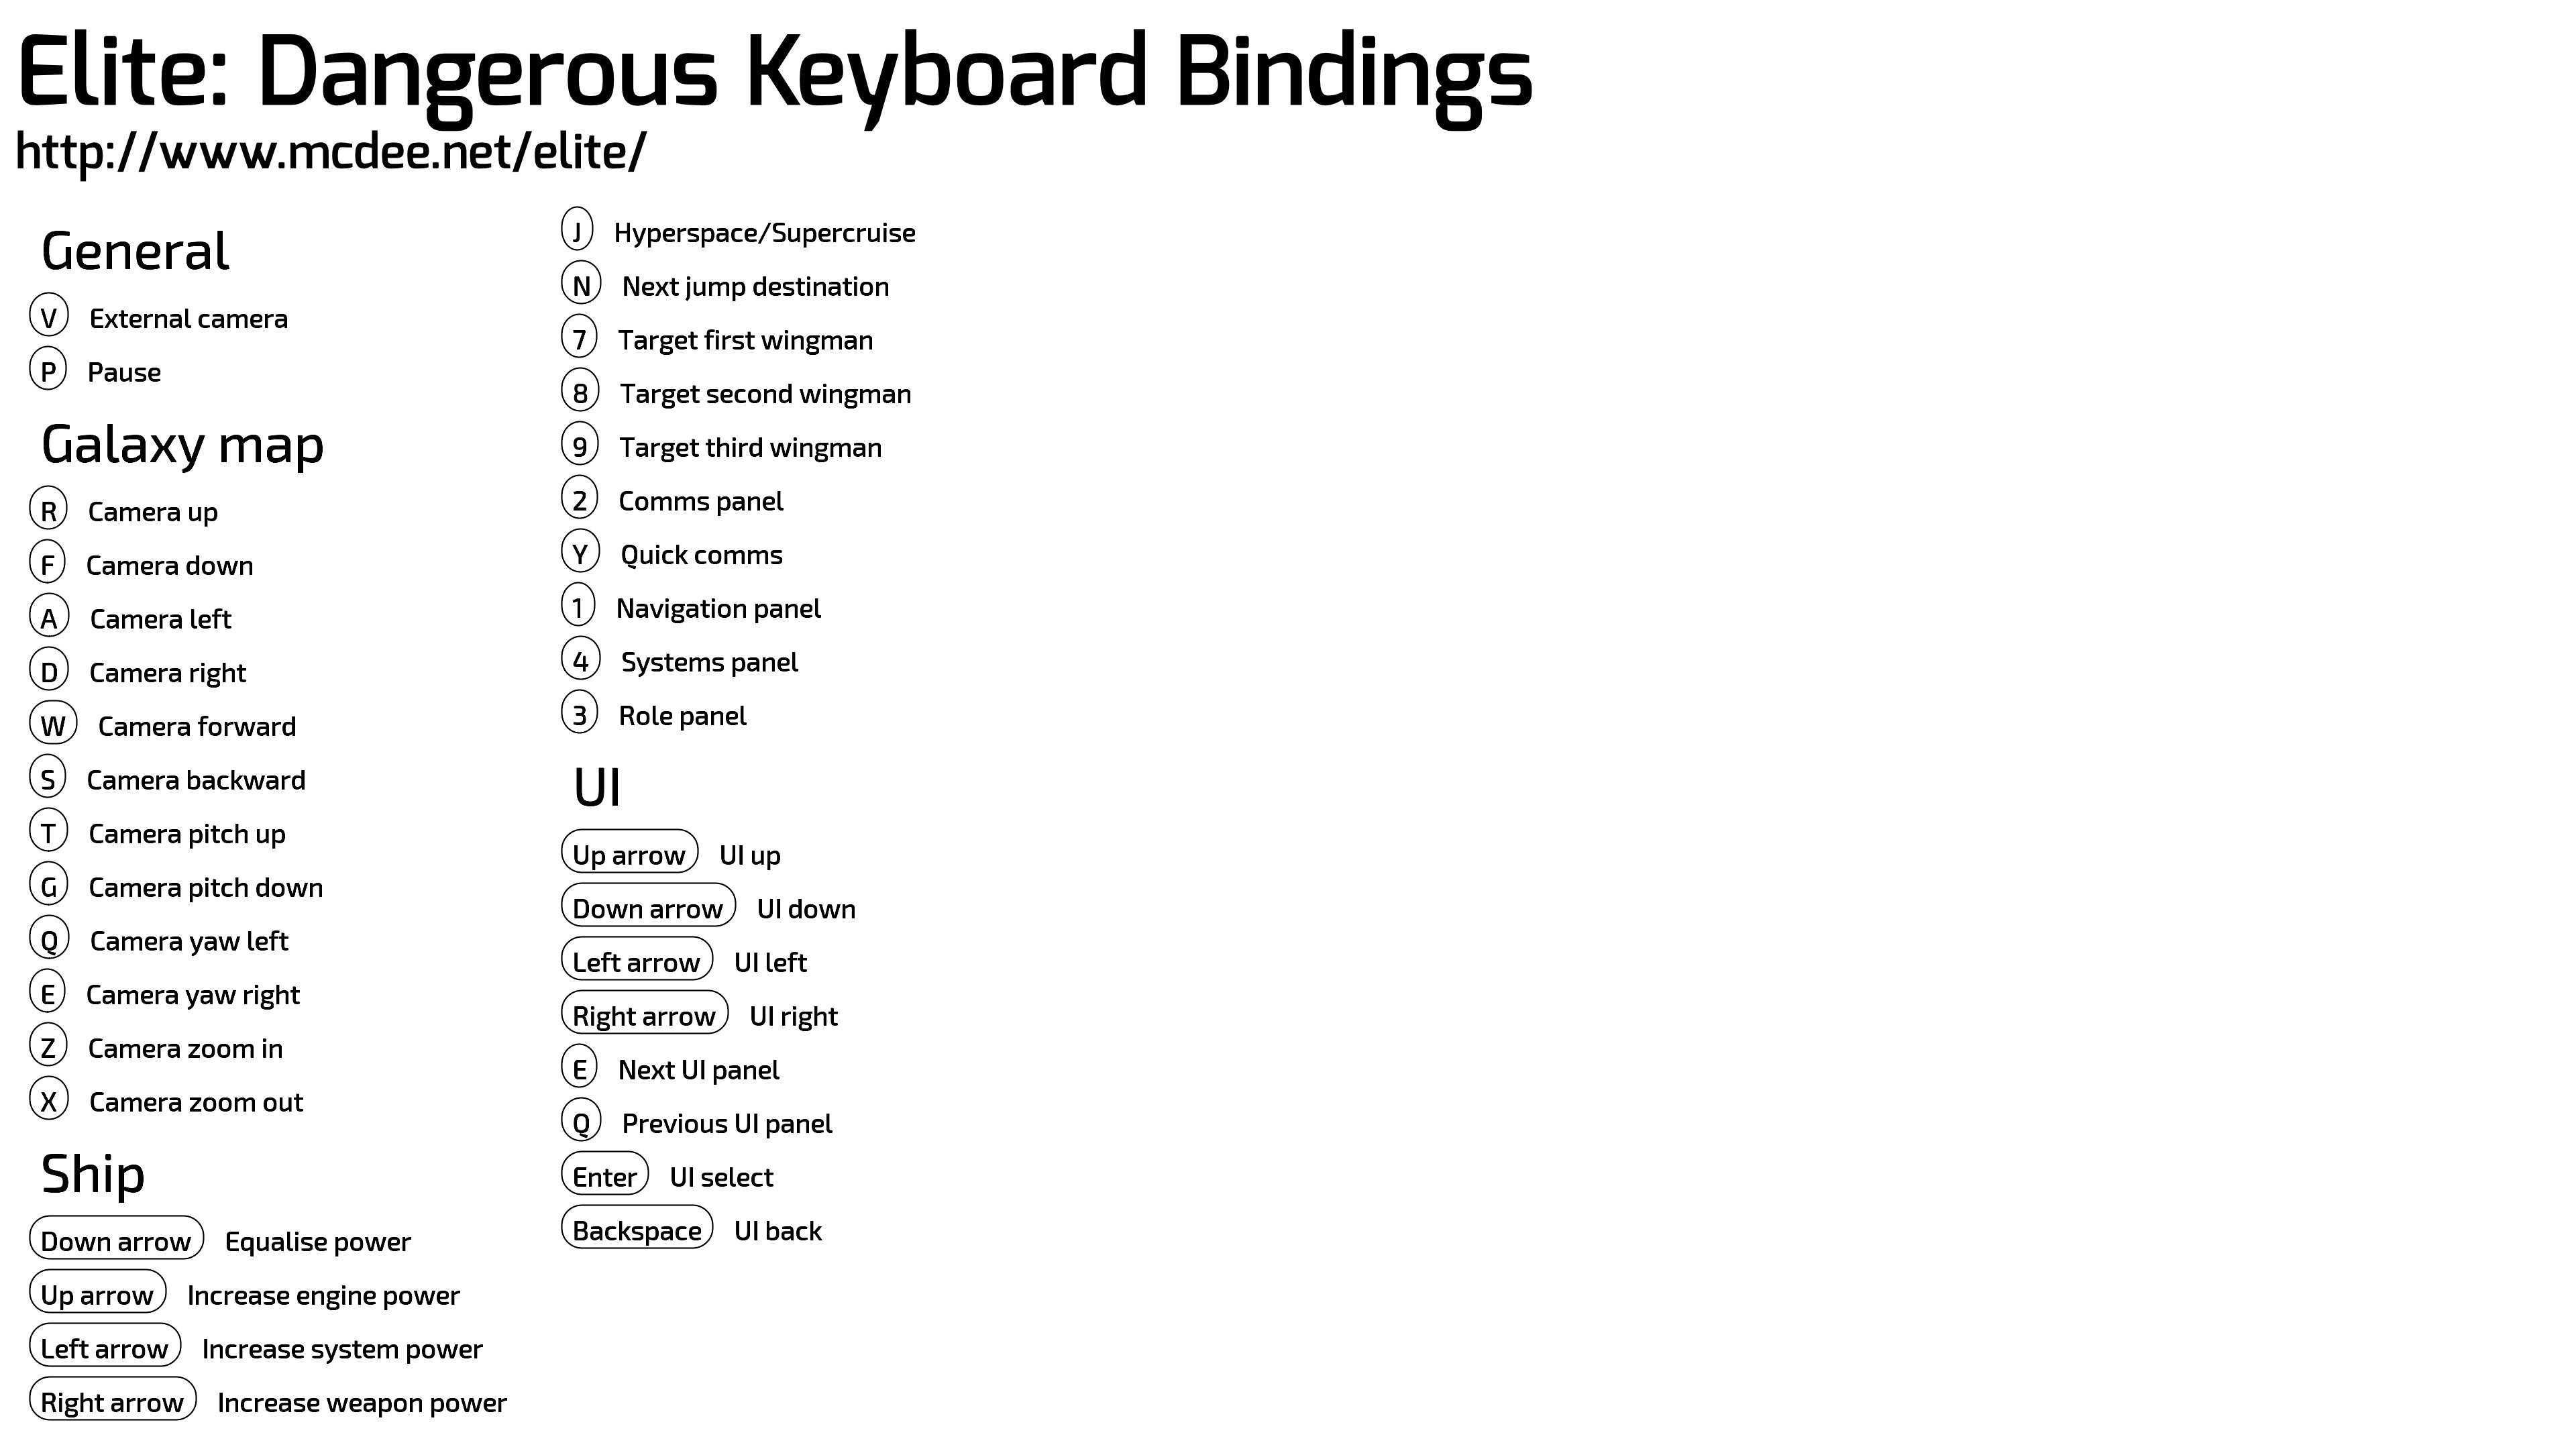 Elite: Dangerous Keyboard Bindings
http://www.mcdee.net/elite/
General
V External camera
P Pause
Galaxy map
R Camera up
F Camera down
A Camera left
D Camera right
W Camera forward
S Camera backward
T Camera pitch up
G Camera pitch down
Q Camera yaw left
E Camera yaw right
Z Camera zoom in
X Camera zoom out
Ship
Down arrow Equalise power
Up arrow Increase engine power
Left arrow Increase system power
Right arrow Increase weapon power
J Hyperspace/Supercruise
N Next jump destination
7 Target first wingman
8 Target second wingman
9 Target third wingman
2 Comms panel
Y Quick comms
1 Navigation panel
4 Systems panel
3 Role panel
UI
Up arrow UI up
Down arrow UI down
Left arrow UI left
Right arrow UI right
E Next UI panel
Q Previous UI panel
Enter UI select
Backspace UI back